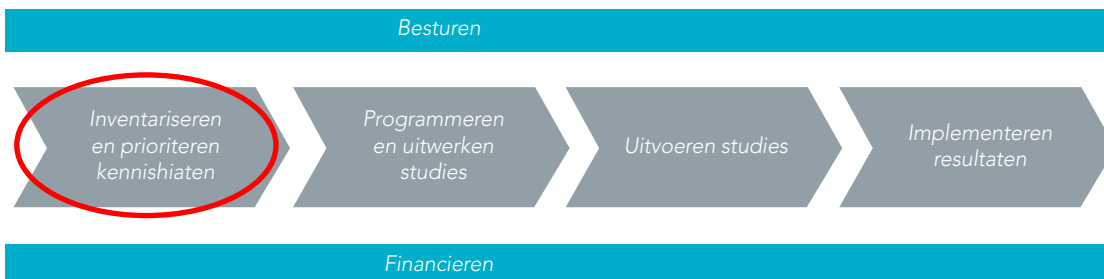 Besturen
Inventariseren
en prioriteren
kennishiaten
Programmeren
en uitwerken
studies
Uitvoeren studies
Implementeren
resultaten
Financieren